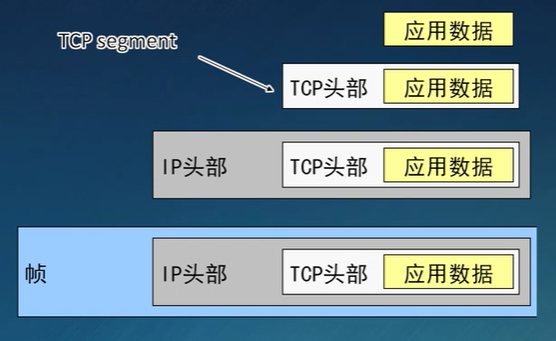 应用数据
TCP segment
TCP头部 应用数据
IP头部 TCP头部 应用数据
帧 IP头部 TCP头部 应用数据